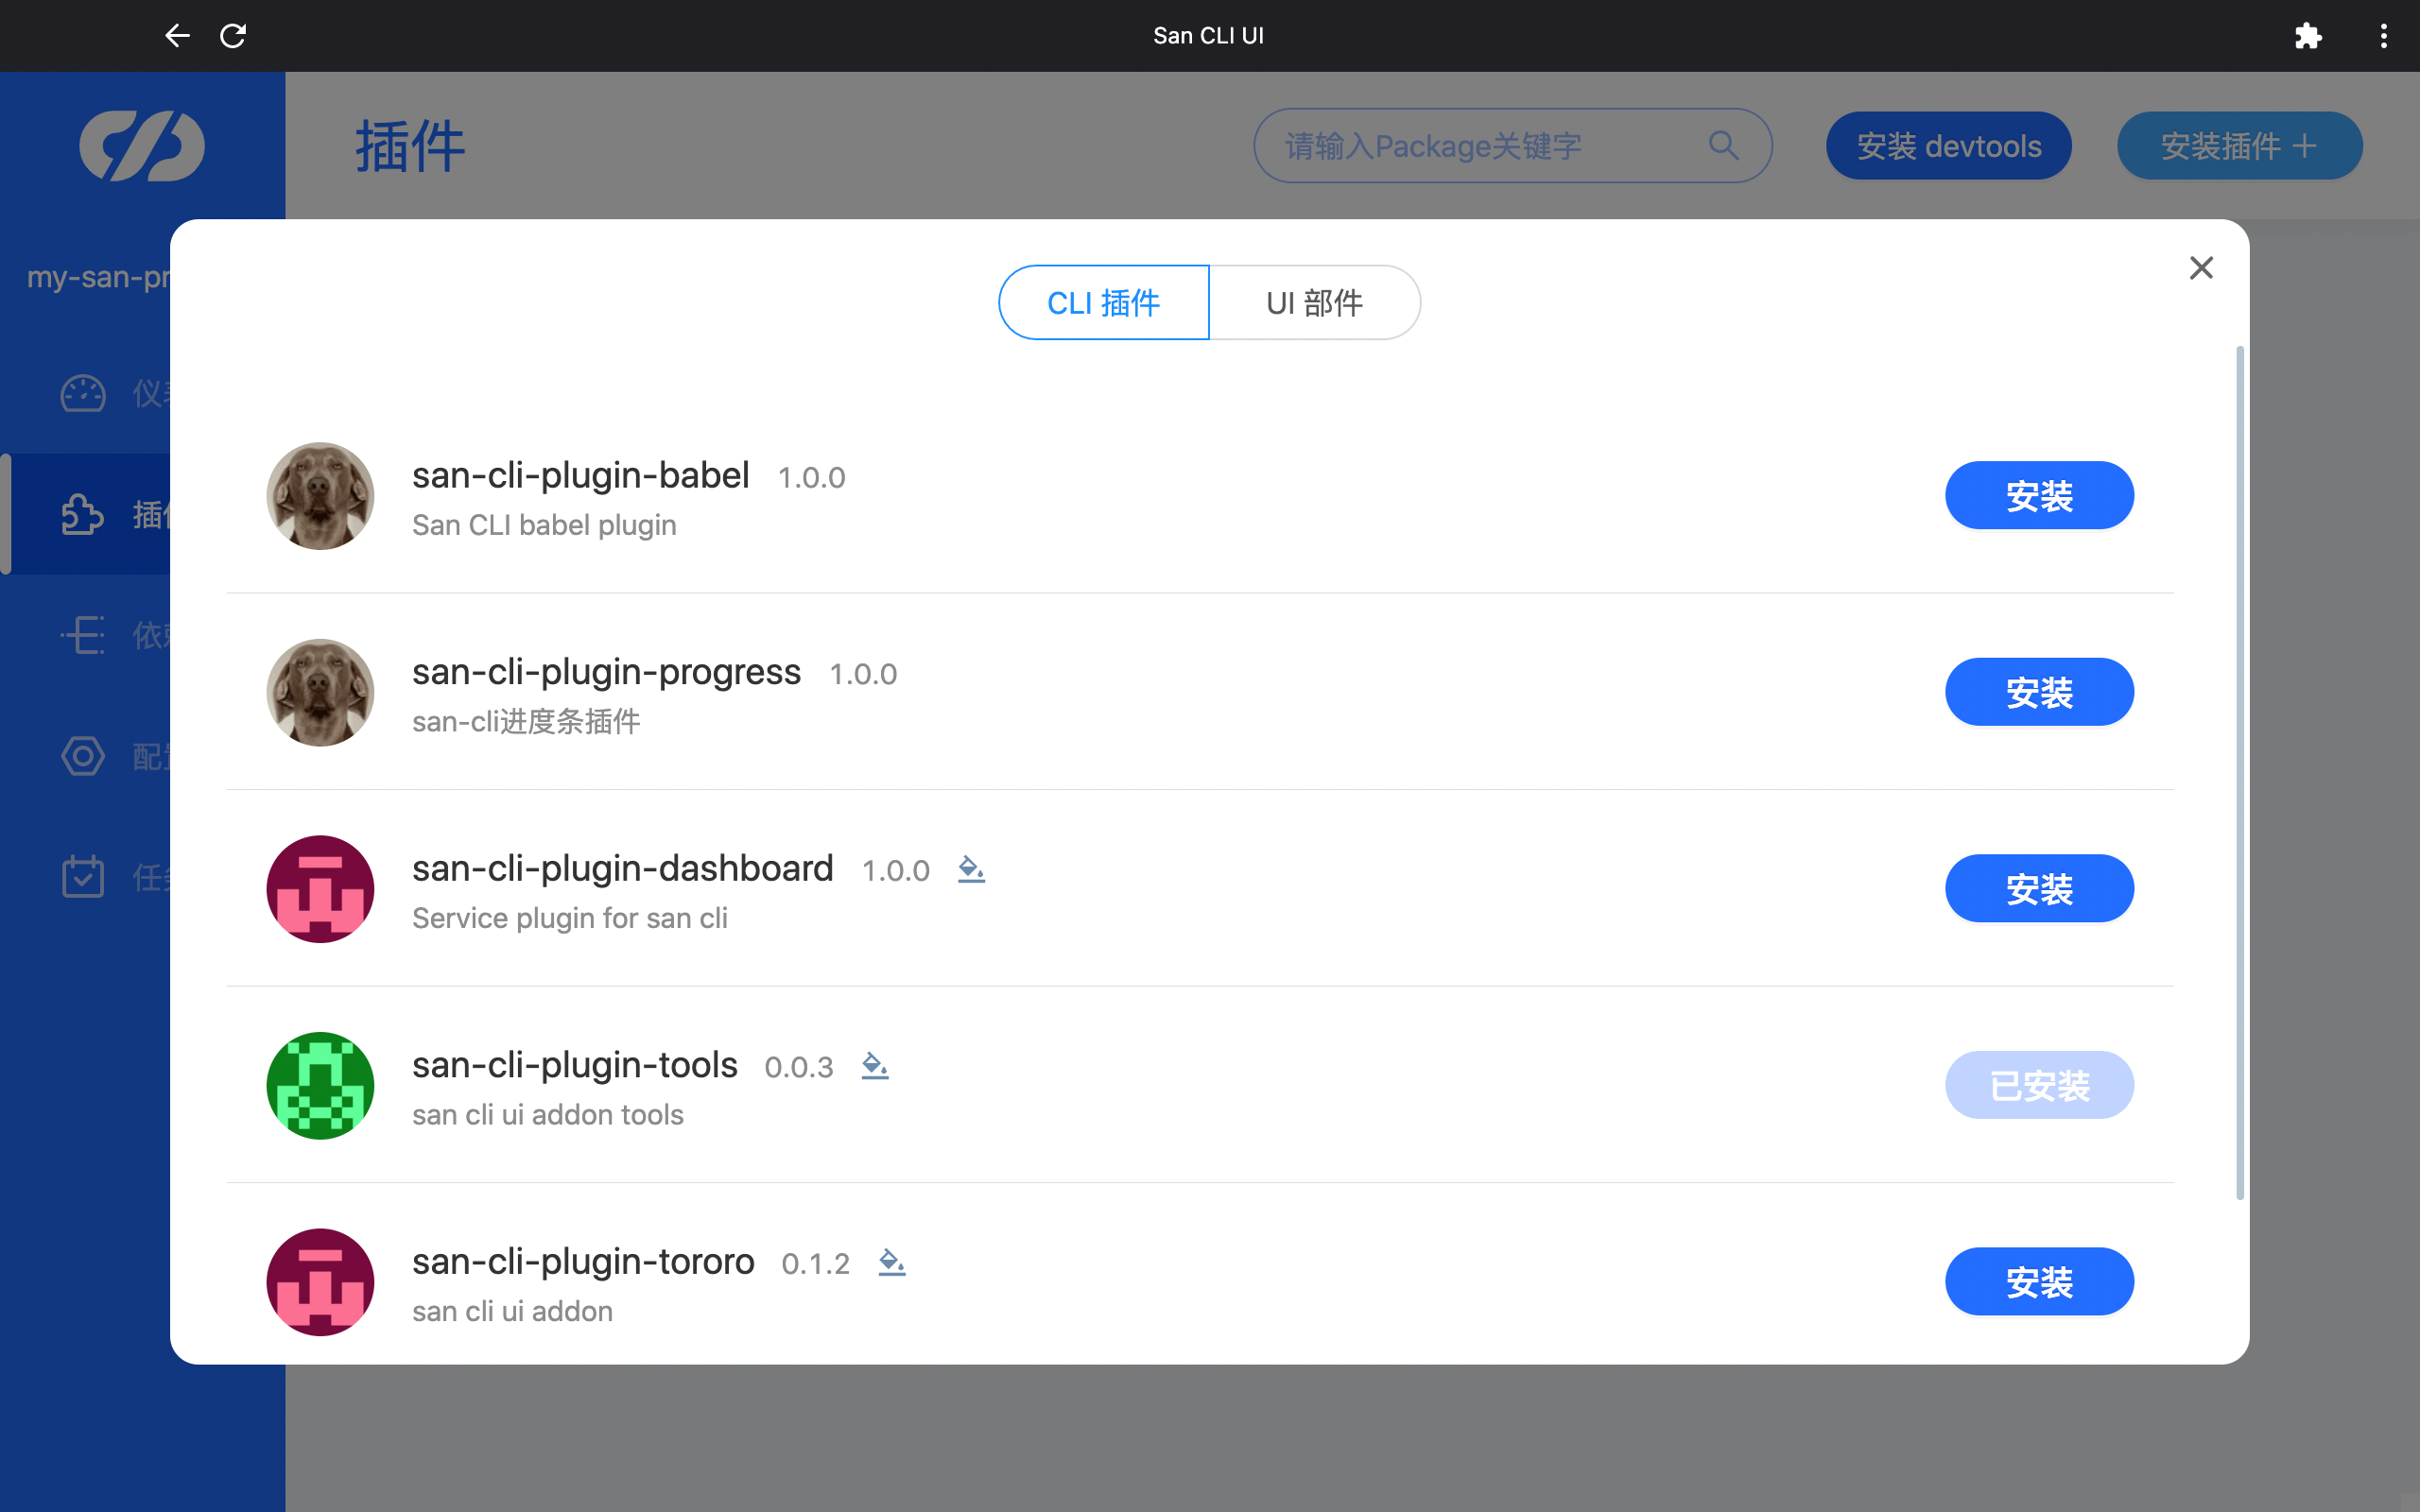 San CLI UI
插件
请输入Package关键字
安装 devtools
安装插件
my-san-pr
CLI 插件
UI 部件
仪
插
依
配
任
san-cli-plugin-babel 1.0.0
San CLI babel plugin
安装
san-cli-plugin-progress 1.0.0
san-cli进度条插件
安装
san-cli-plugin-dashboard 1.0.0
Service plugin for san cli
安装
san-cli-plugin-tools 0.0.3
san cli ui addon tools
已安装
san-cli-plugin-tororo 0.1.2
san cli ui addon
安装